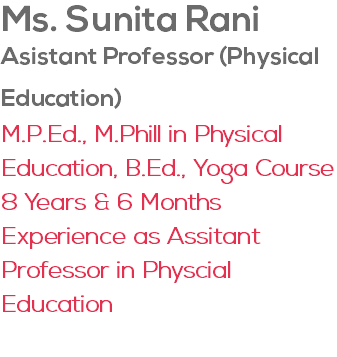 Ms. Sunita Rani
Asistant Professor (Physical
Education)
M.P.Ed., M.Phill in Physical
Education, B.Ed., Yoga Course
8 Years & 6 Months
Experience as Assitant
Professor in Physcial
Education